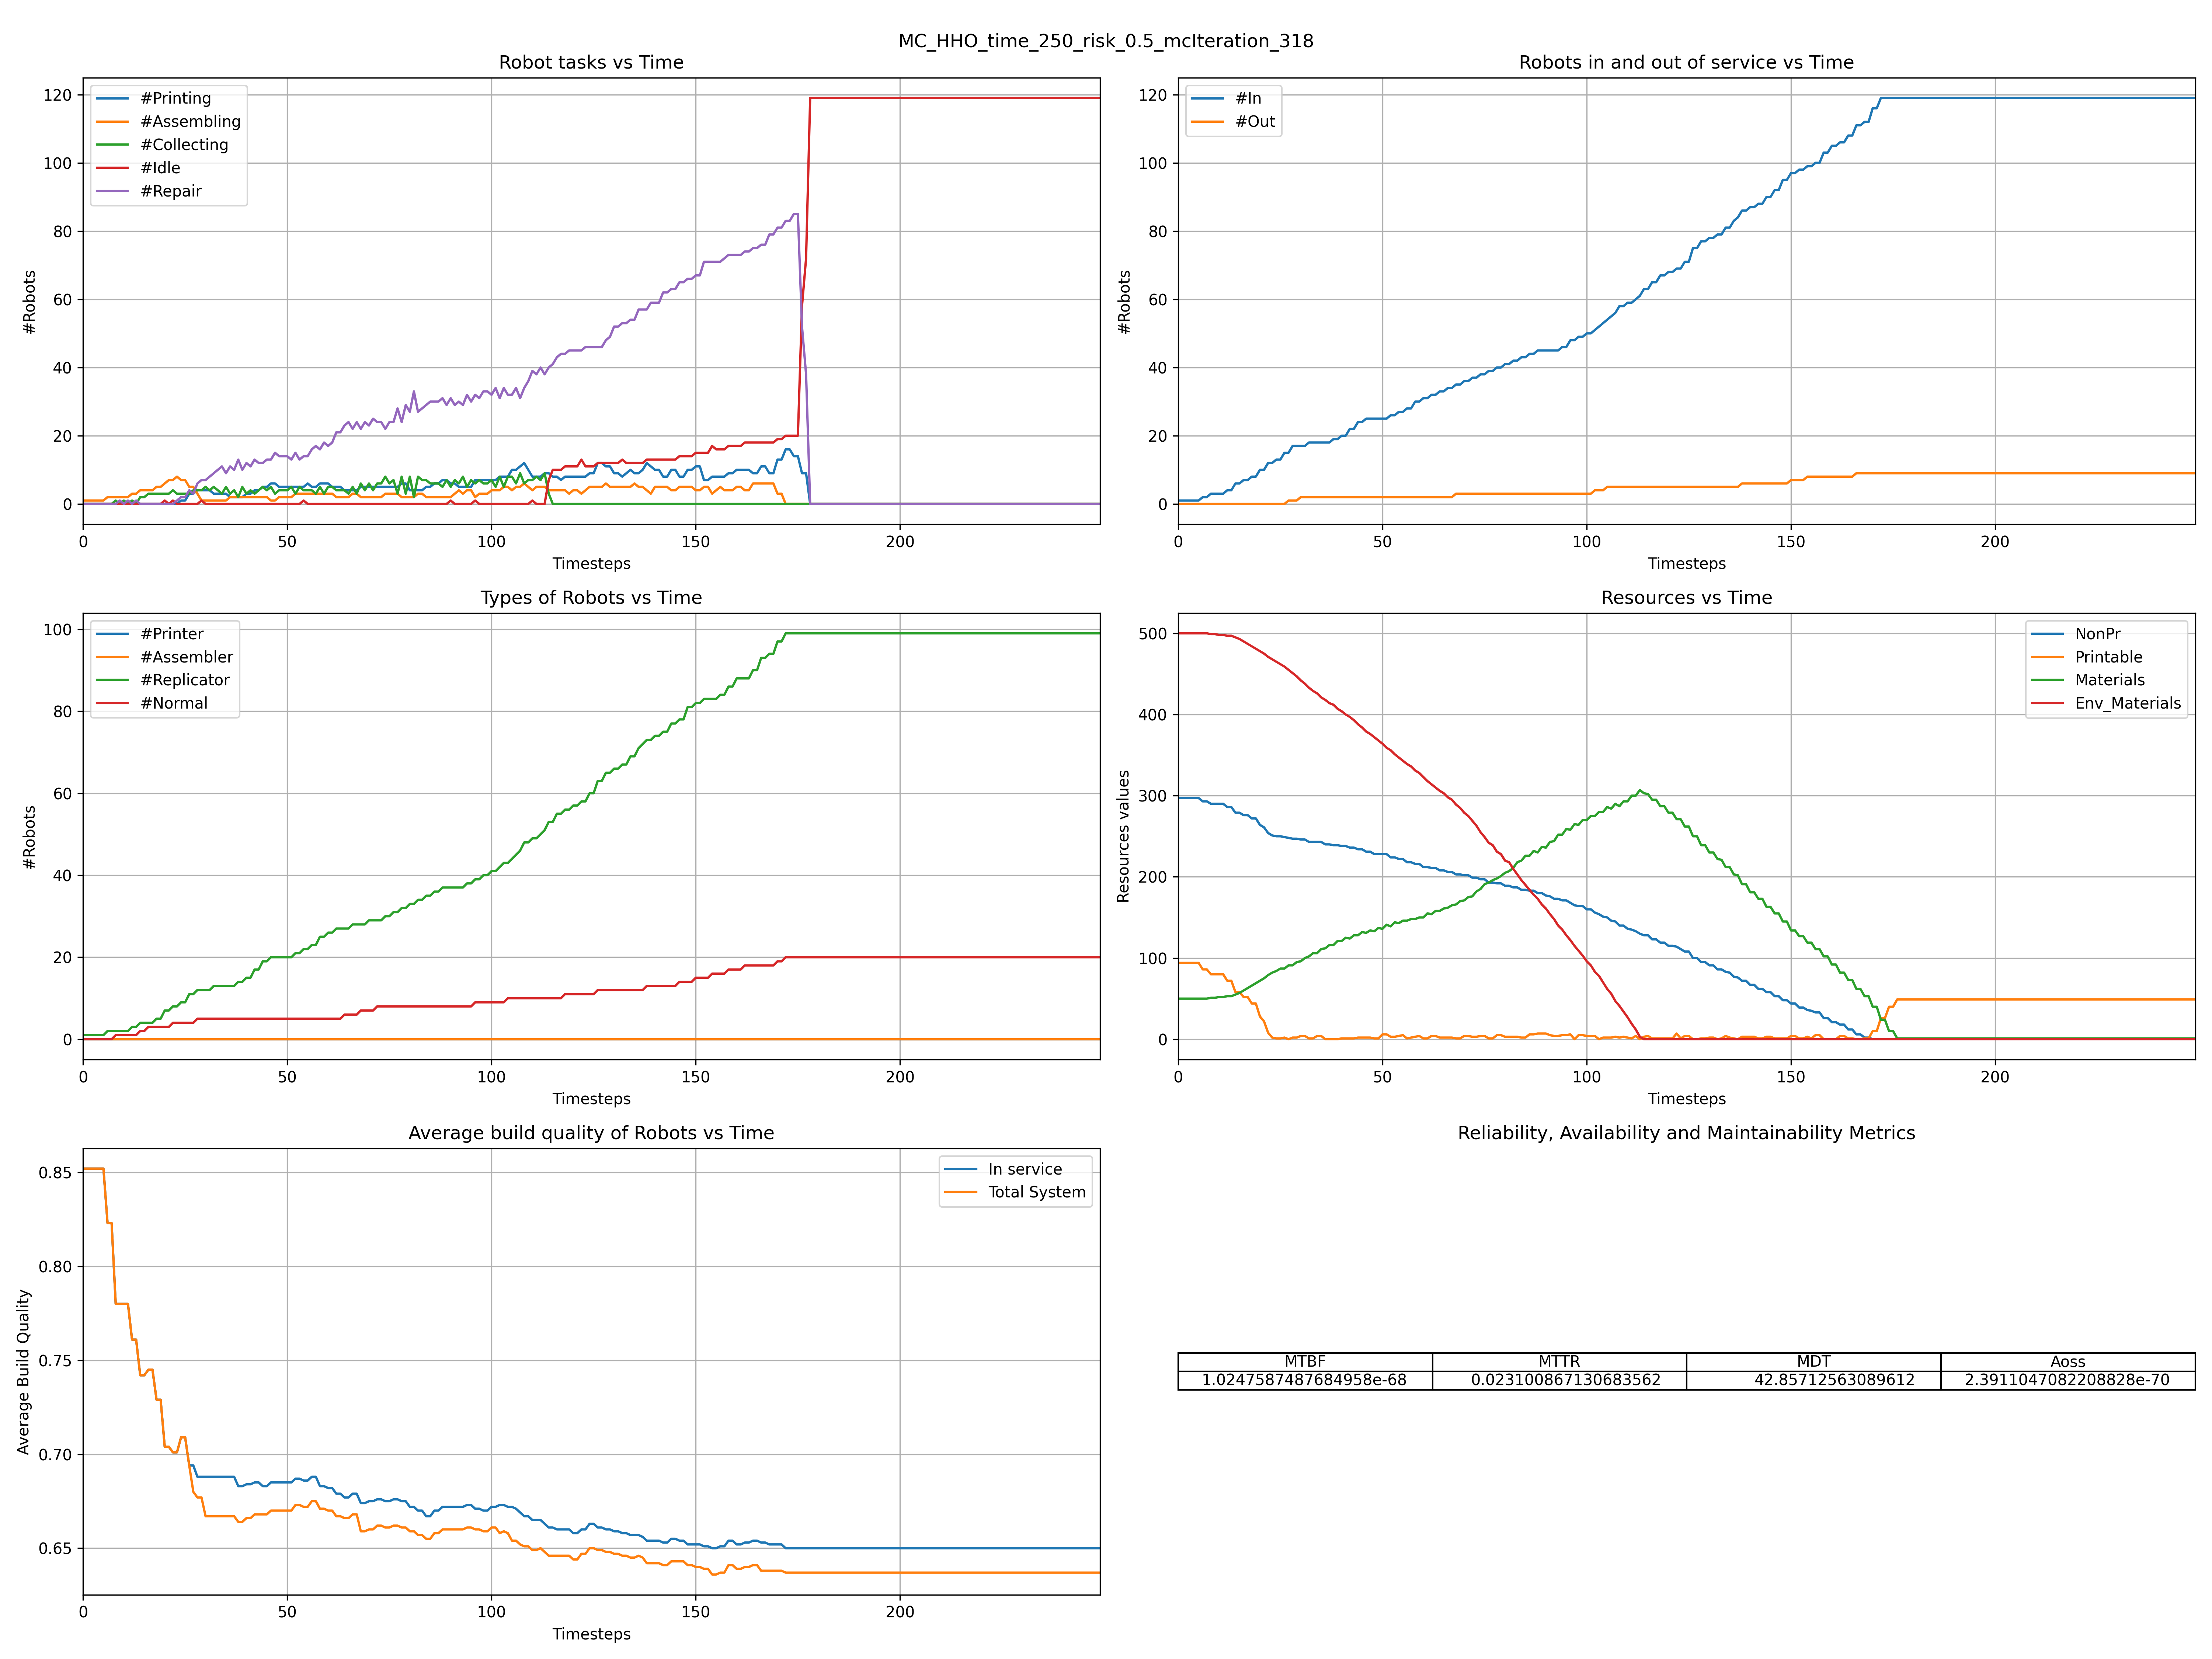 MC_HHO_time_250_risk_0.5_mcIteration_318
Robot tasks vs Time
#Printing
#Assembling
#Collecting
#Idle
#Repair
#Robots
120
100
80
60
40
20
0
0 50 100 150 200
Timesteps
Robots in and out of service vs Time
#In
#Out
#Robots
120
100
80
60
40
20
0
0 50 100 150 200
Timesteps
Types of Robots vs Time
#Printer
#Assembler
#Replicator
#Normal
#Robots
100
80
60
40
20
0
0 50 100 150 200
Timesteps
Resources vs Time
NonPr
Printable
Materials
Env_Materials
Resources values
500
400
300
200
100
0
0 50 100 150 200
Timesteps
Average build quality of Robots vs Time
In service
Total System
Average Build Quality
0.85
0.80
0.75
0.70
0.65
0 50 100 150 200
Timesteps
Reliability, Availability and Maintainability Metrics
MTBF MTTR MDT Aoss
1.0247587487684958e-68 0.023100867130683562 42.85712563089612 2.3911047082208828e-70